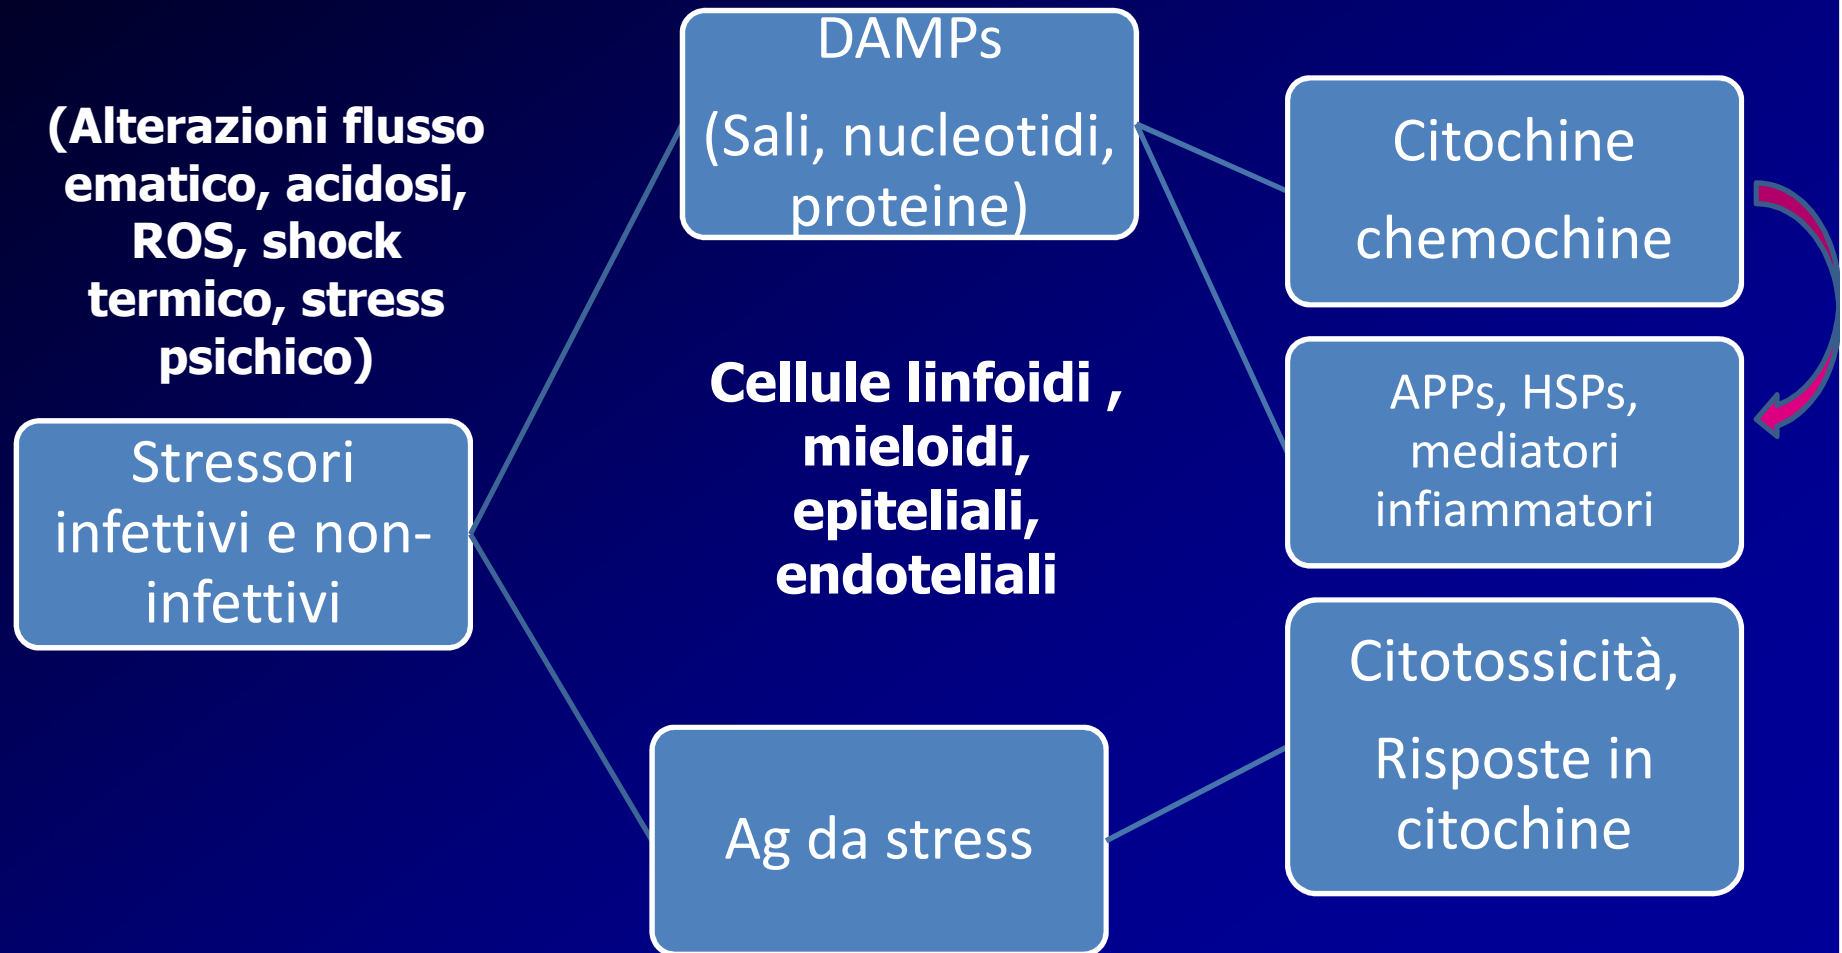 (Alterazioni flusso
ematico, acidosi,
ROS, shock
termico, stress
psichico)
Stressori
infettivi e non-
infettivi
DAMPs
(Sali, nucleotidi,
proteine)
Cellule linfoidi ,
mieloidi,
epiteliali,
endoteliali
Ag da stress
Citochine
chemochine
APPs, HSPs,
mediatori
infiammatori
Citotossicità,
Risposte in
citochine